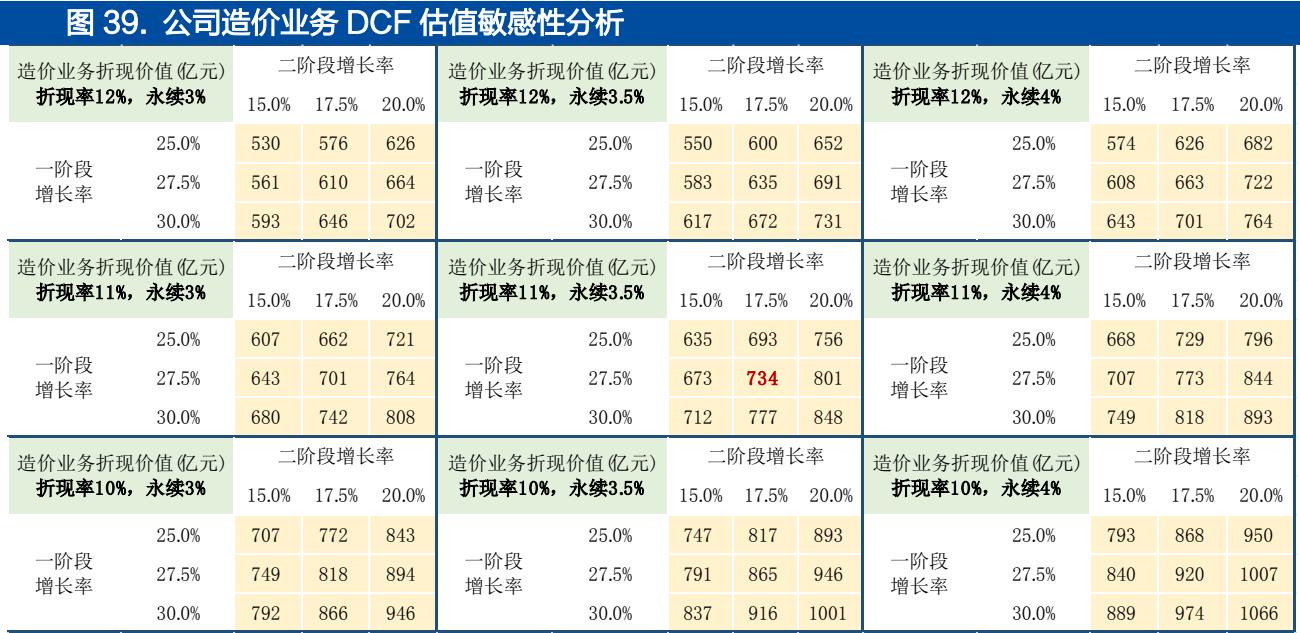 图 39. 公司造价业务 DCF 估值敏感性分析
造价业务折现价值(亿元) 二阶段增长率 造价业务折现价值(亿元) 二阶段增长率 造价业务折现价值(亿元) 二阶段增长率
折现率12%，永续3% 15.0% 17.5% 20.0% 折现率12%，永续3.5% 15.0% 17.5% 20.0% 折现率12%，永续4% 15.0% 17.5% 20.0%
25.0% 530 576 626 25.0% 550 600 652 25.0% 574 626 682
一阶段增长率 27.5% 561 610 664 一阶段增长率 27.5% 583 635 691 一阶段增长率 27.5% 608 663 722
30.0% 593 646 702 30.0% 617 672 731 30.0% 643 701 764
造价业务折现价值(亿元) 二阶段增长率 造价业务折现价值(亿元) 二阶段增长率 造价业务折现价值(亿元) 二阶段增长率
折现率11%，永续3% 15.0% 17.5% 20.0% 折现率11%，永续3.5% 15.0% 17.5% 20.0% 折现率11%，永续4% 15.0% 17.5% 20.0%
25.0% 607 662 721 25.0% 635 693 756 25.0% 668 729 796
一阶段增长率 27.5% 643 701 764 一阶段增长率 27.5% 673 734 801 一阶段增长率 27.5% 707 773 844
30.0% 680 742 808 30.0% 712 777 848 30.0% 749 818 893
造价业务折现价值(亿元) 二阶段增长率 造价业务折现价值(亿元) 二阶段增长率 造价业务折现价值(亿元) 二阶段增长率
折现率10%，永续3% 15.0% 17.5% 20.0% 折现率10%，永续3.5% 15.0% 17.5% 20.0% 折现率10%，永续4% 15.0% 17.5% 20.0%
25.0% 707 772 843 25.0% 747 817 893 25.0% 793 868 950
一阶段增长率 27.5% 749 818 894 一阶段增长率 27.5% 791 865 946 一阶段增长率 27.5% 840 920 1007
30.0% 792 866 946 30.0% 837 916 1001 30.0% 889 974 1066